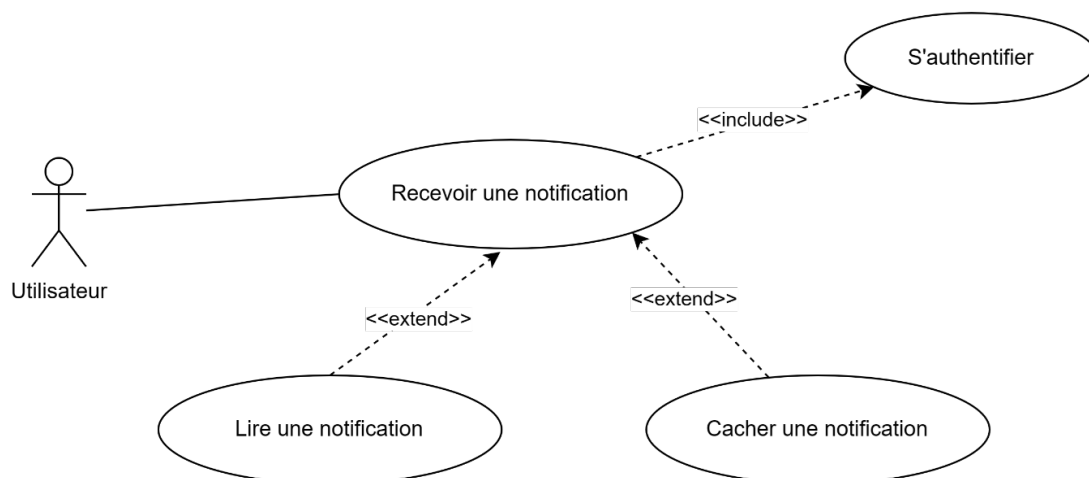 S'authentifier
<<include>>
Recevoir une notification
Utilisateur
<<extend>>
<<extend>>
Lire une notification
Cacher une notification